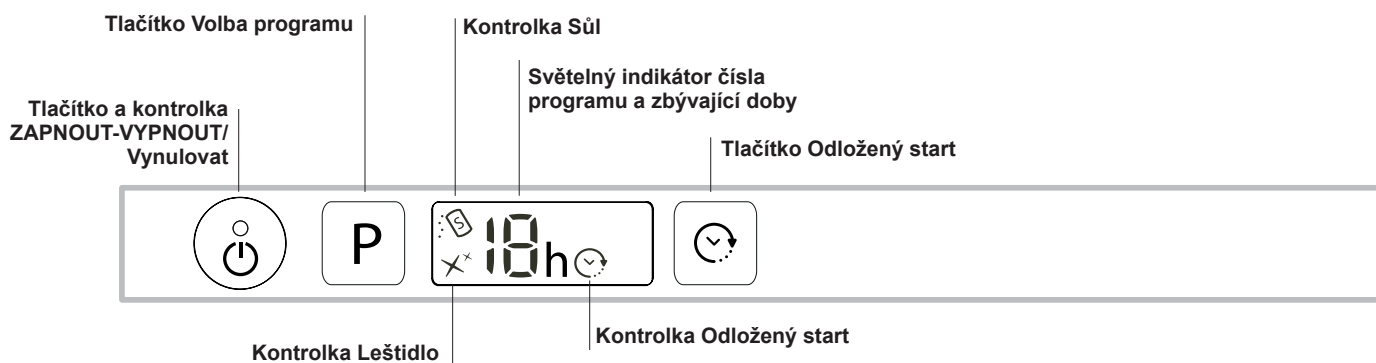 Tlačítko Volba programu
Kontrolka Sůl
Světelný indikátor čísla
programu a zbývající doby
Tlačítko a kontrolka
ZAPNOUT-VYPNOUT/
Vynulovat
Tlačítko Odložený start
P
S
18h
Kontrolka Odložený start
Kontrolka Leštidlo